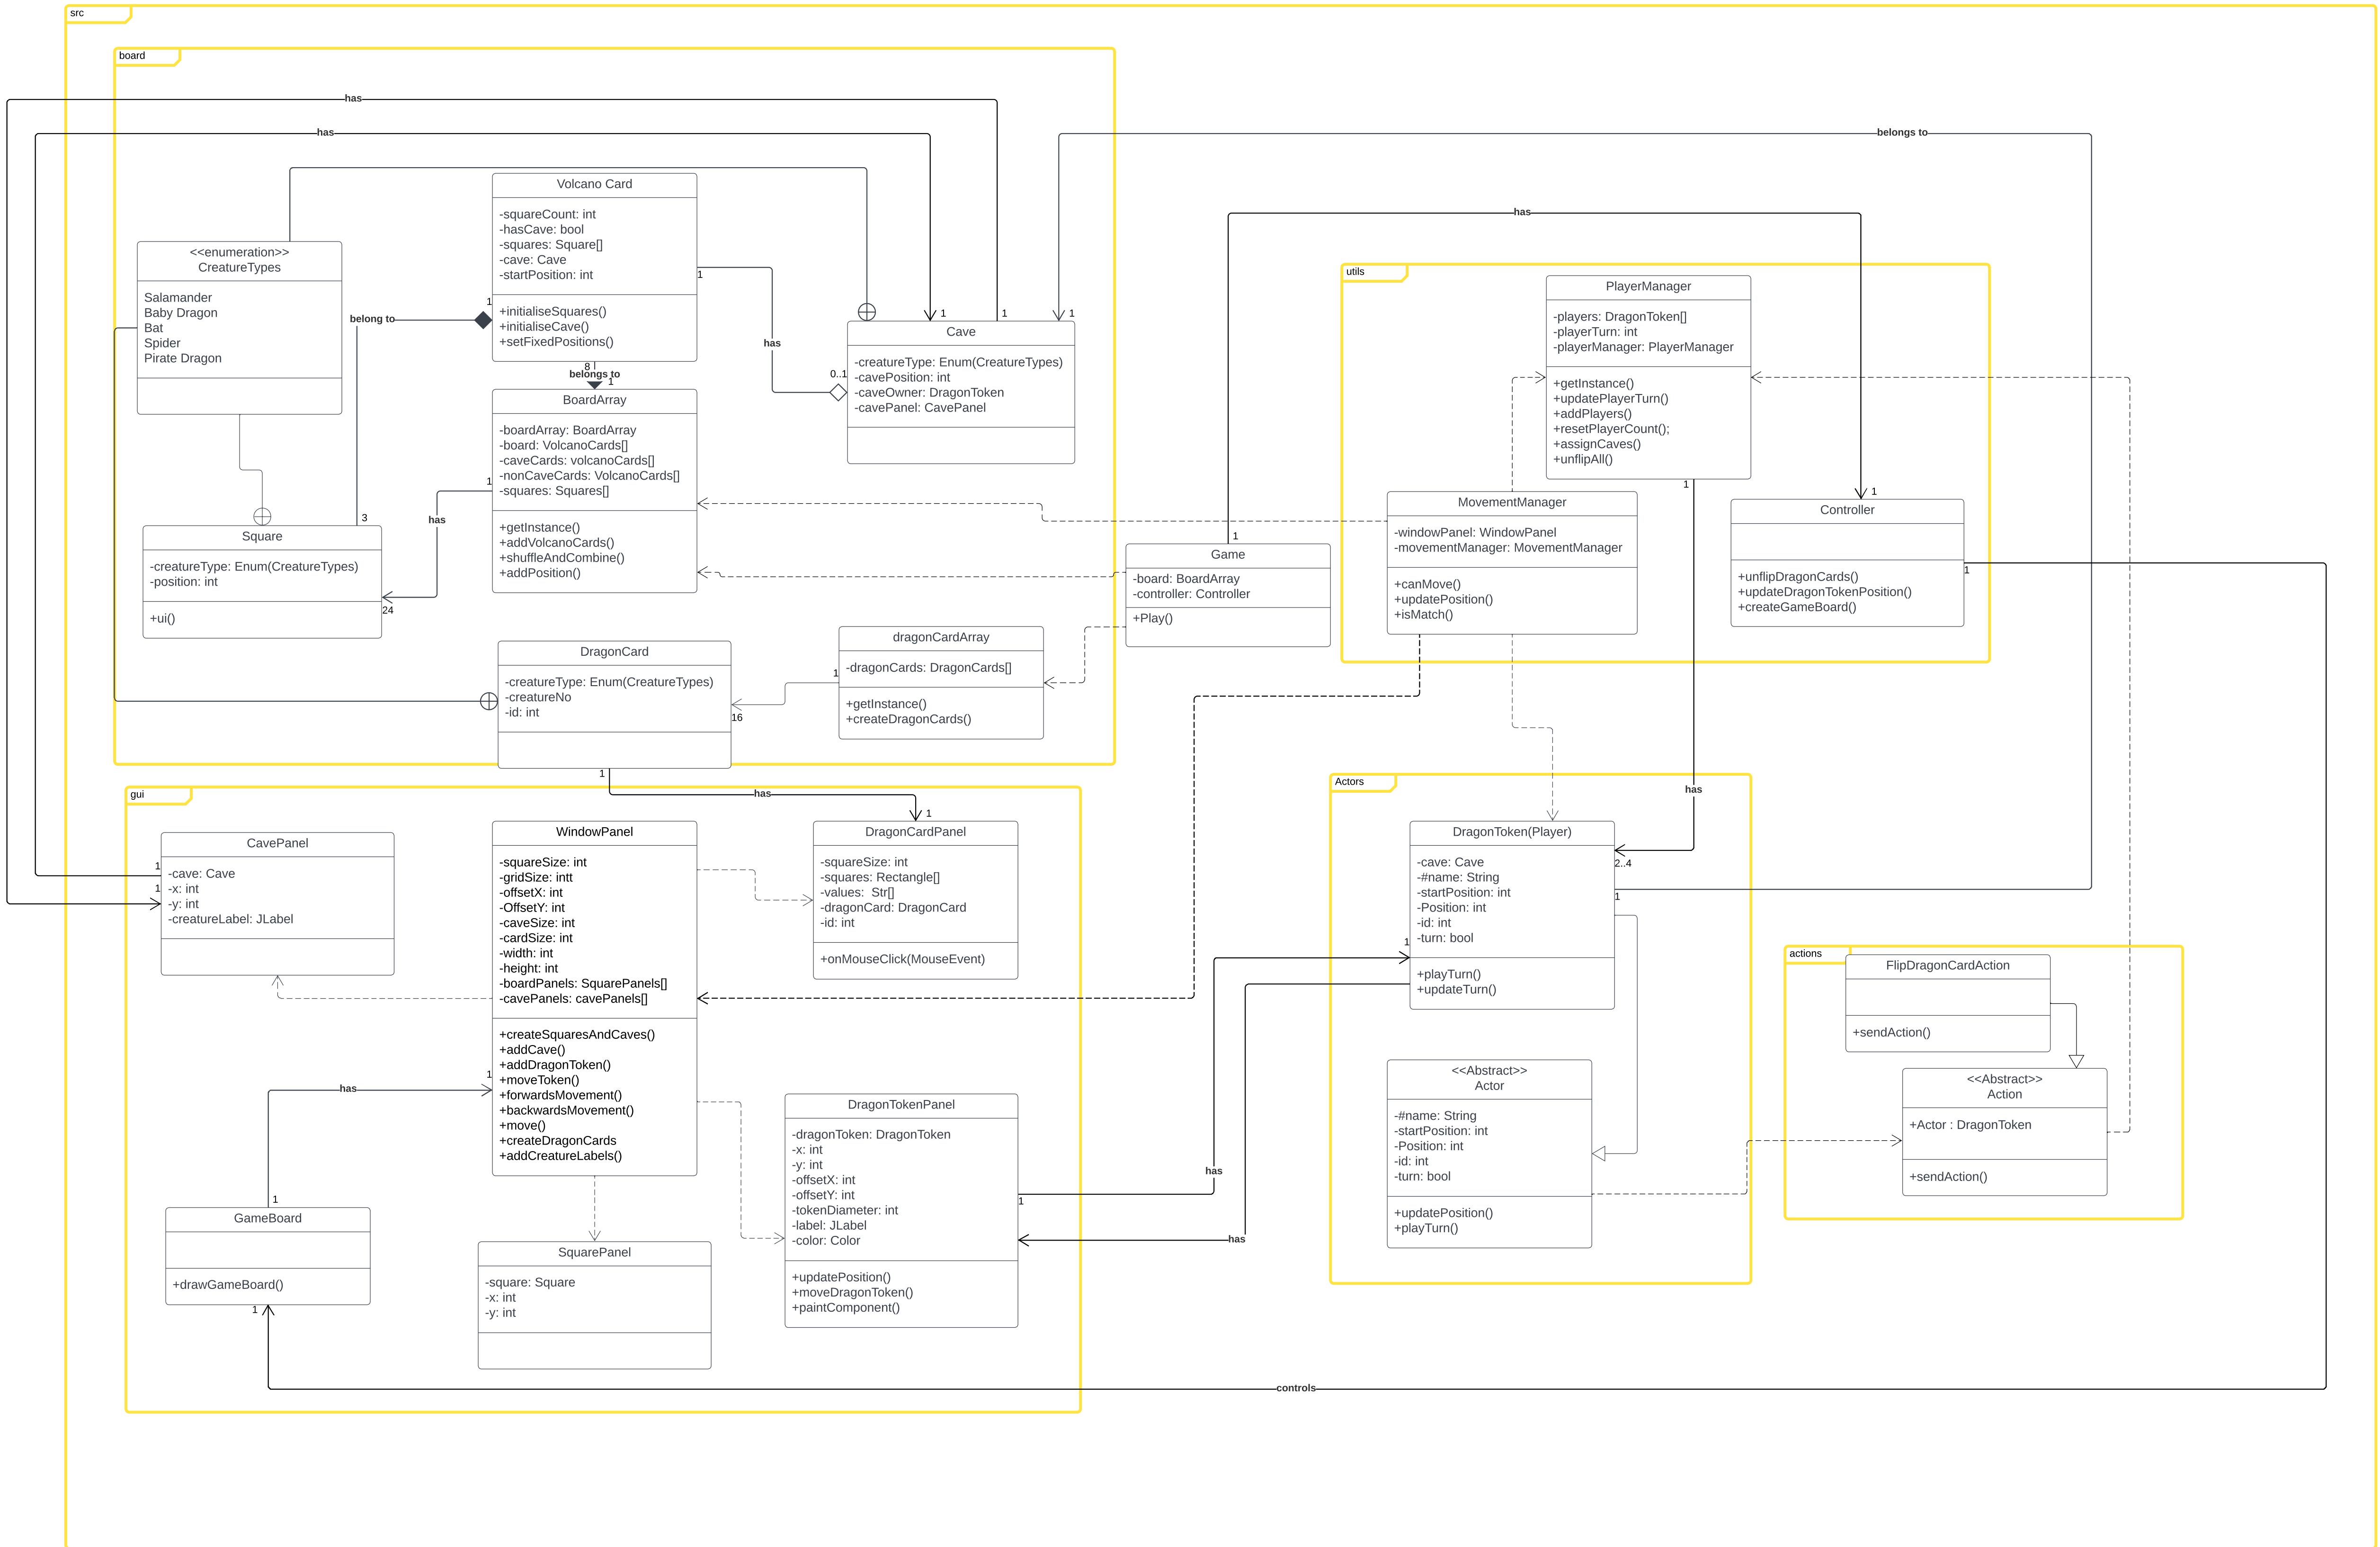 src
board
has
has
belongs to
has
<<enumeration>>
CreatureTypes
Salamander
Baby Dragon
Bat
Spider
Pirate Dragon
Volcano Card
-squareCount: int
-hasCave: bool
-squares: Square[]
-cave: Cave
-startPosition: int
+initialiseSquares()
+initialiseCave()
+setFixedPositions()
1
1
belong to
has
0..1
1
1
1
Cave
-creatureType: Enum(CreatureTypes)
-cavePosition: int
-caveOwner: DragonToken
-cavePanel: CavePanel
8
belongs to
1
BoardArray
-boardArray: BoardArray
-board: VolcanoCards[]
-caveCards: volcanoCards[]
-nonCaveCards: VolcanoCards[]
-squares: Squares[]
+getInstance()
+addVolcanoCards()
+shuffleAndCombine()
+addPosition()
1
has
24
3
Square
-creatureType: Enum(CreatureTypes)
-position: int
+ui()
DragonCard
-creatureType: Enum(CreatureTypes)
-creatureNo
-id: int
1
16
1
dragonCardArray
-dragonCards: DragonCards[]
+getInstance()
+createDragonCards()
1
Game
-board: BoardArray
-controller: Controller
+Play()
utils
PlayerManager
-players: DragonToken[]
-playerTurn: int
-playerManager: PlayerManager
+getInstance()
+updatePlayerTurn()
+addPlayers()
+resetPlayerCount();
+assignCaves()
+unflipAll()
1
MovementManager
-windowPanel: WindowPanel
-movementManager: MovementManager
+canMove()
+updatePosition()
+isMatch()
1
Controller
+unflipDragonCards()
+updateDragonTokenPosition()
+createGameBoard()
1
gui
has
1
CavePanel
-cave: Cave
-x: int
-y: int
-creatureLabel: JLabel
1
1
WindowPanel
-squareSize: int
-gridSize: intt
-offsetX: int
-OffsetY: int
-caveSize: int
-cardSize: int
-width: int
-height: int
-boardPanels: SquarePanels[]
-cavePanels: cavePanels[]
+createSquaresAndCaves()
+addCave()
+addDragonToken()
+moveToken()
+forwardsMovement()
+backwardsMovement()
+move()
+createDragonCards
+addCreatureLabels()
DragonCardPanel
-squareSize: int
-squares: Rectangle[]
-values:  Str[]
-dragonCard: DragonCard
-id: int
+onMouseClick(MouseEvent)
1
has
1
GameBoard
+drawGameBoard()
1
SquarePanel
-square: Square
-x: int
-y: int
DragonTokenPanel
-dragonToken: DragonToken
-x: int
-y: int
-offsetX: int
-offsetY: int
-tokenDiameter: int
-label: JLabel
-color: Color
+updatePosition()
+moveDragonToken()
+paintComponent()
1
has
has
Actors
has
DragonToken(Player)
-cave: Cave
-#name: String
-startPosition: int
-Position: int
-id: int
-turn: bool
+playTurn()
+updateTurn()
2..4
1
1
<<Abstract>>
Actor
-#name: String
-startPosition: int
-Position: int
-id: int
-turn: bool
+updatePosition()
+playTurn()
actions
FlipDragonCardAction
+sendAction()
<<Abstract>>
Action
+Actor : DragonToken
+sendAction()
controls